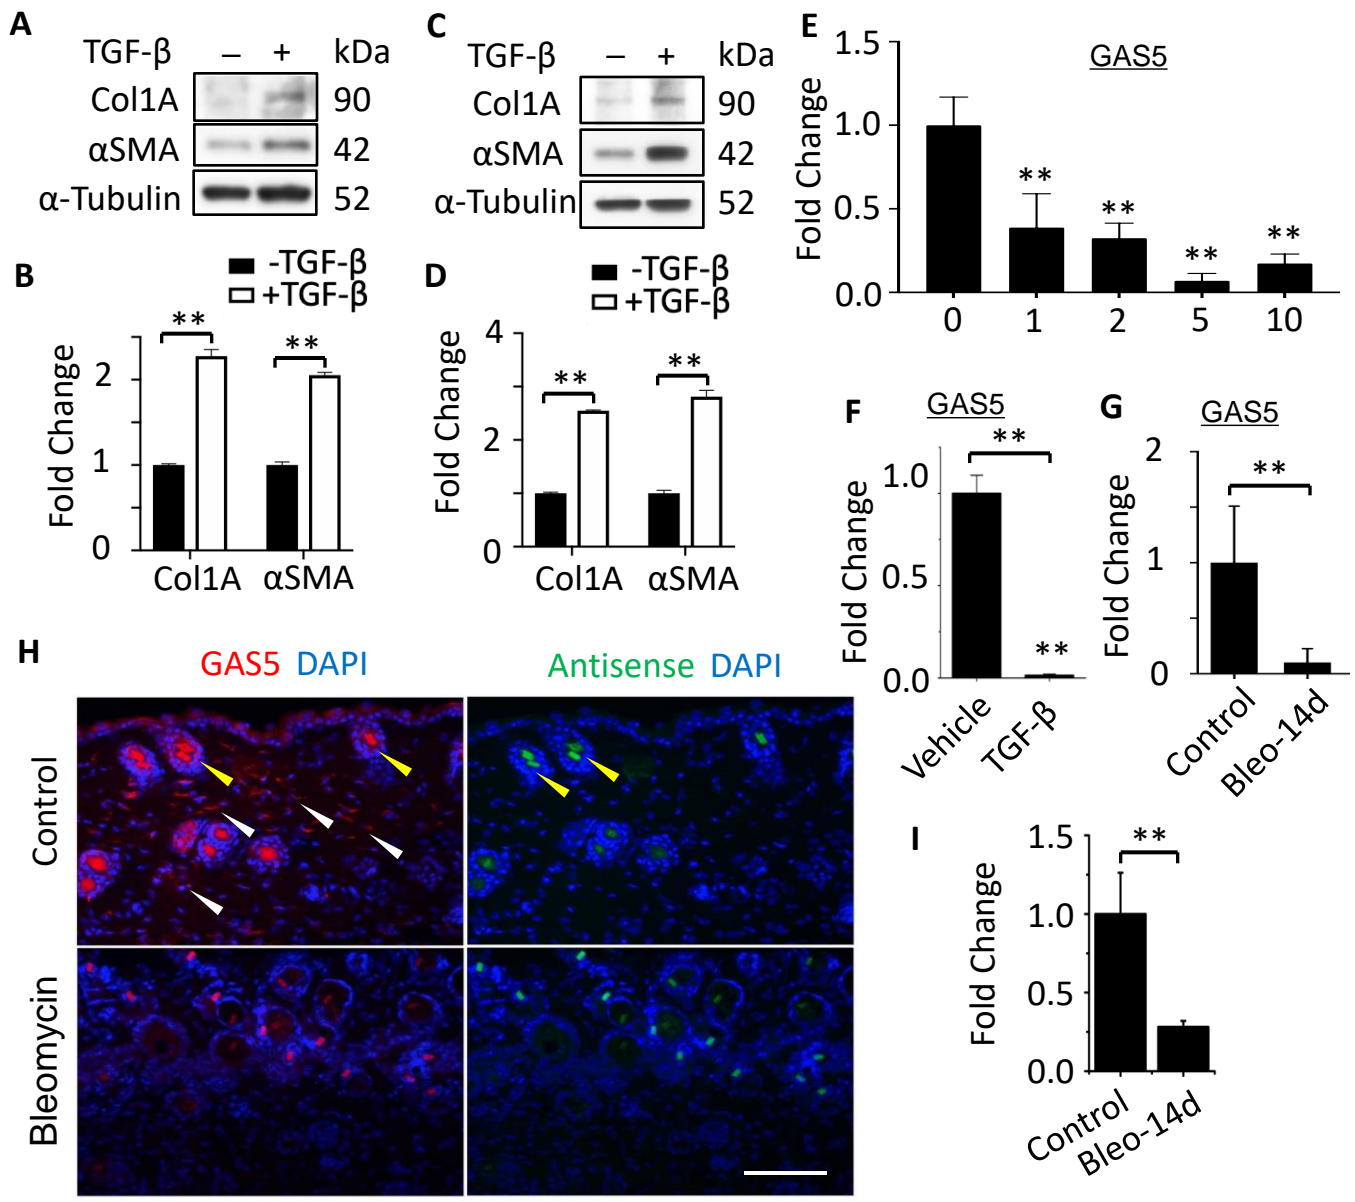 A
TGF-β – + kDa
Col1A 90
αSMA 42
α-Tubulin 52
B
-TGF-β
+TGF-β
**
**
Fold Change
2
1
0
Col1A αSMA
C
TGF-β – + kDa
Col1A 90
αSMA 42
α-Tubulin 52
D
-TGF-β
+TGF-β
**
**
Fold Change
4
2
0
Col1A αSMA
E
GAS5
Fold Change
1.5
1.0
0.5
0.0
**
**
**
**
0 1 2 5 10
F
GAS5
**
Fold Change
1.0
0.5
0.0
**
Vehicle
TGF-β
G
GAS5
**
Fold Change
2
1
0
Control
Bleo-14d
H
GAS5 DAPI
Antisense DAPI
Control
Bleomycin
I
**
Fold Change
1.5
1.0
0.5
0.0
Control
Bleo-14d